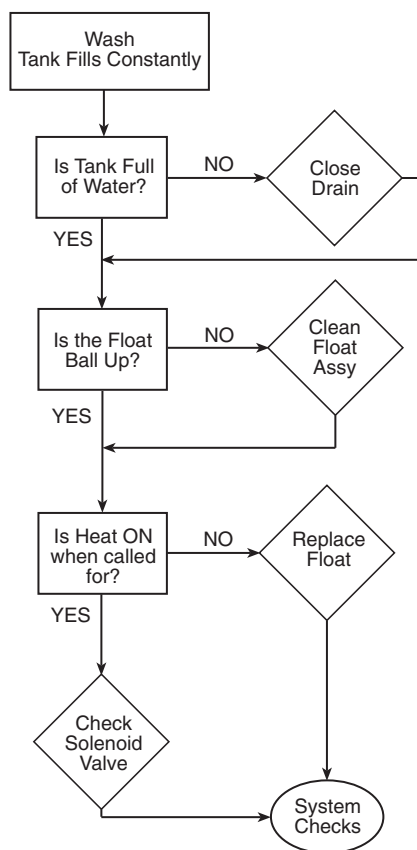 Wash
Tank Fills Constantly
Is Tank Full
of Water?
NO
Close
Drain
YES
Is the Float
Ball Up?
NO
Clean
Float
Assy
YES
Is Heat ON
when called
for?
NO
Replace
Float
YES
Check
Solenoid
Valve
System
Checks